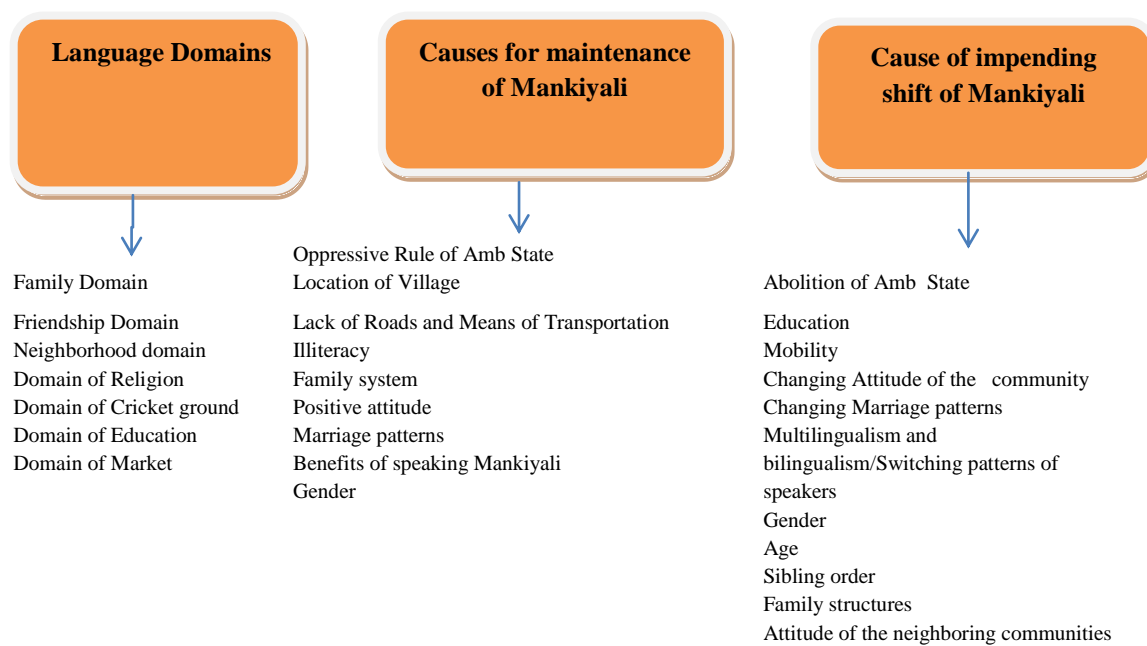 Language Domains
Family Domain
Friendship Domain
Neighborhood domain
Domain of Religion
Domain of Cricket ground
Domain of Education
Domain of Market
Causes for maintenance
of Mankiyali
Oppressive Rule of Amb State
Location of Village
Lack of Roads and Means of Transportation
Illiteracy
Family system
Positive attitude
Marriage patterns
Benefits of speaking Mankiyali
Gender
Cause of impending
shift of Mankiyali
Abolition of Amb State
Education
Mobility
Changing Attitude of the community
Changing Marriage patterns
Multilingualism and
bilingualism/Switching patterns of
speakers
Gender
Age
Sibling order
Family structures
Attitude of the neighboring communities